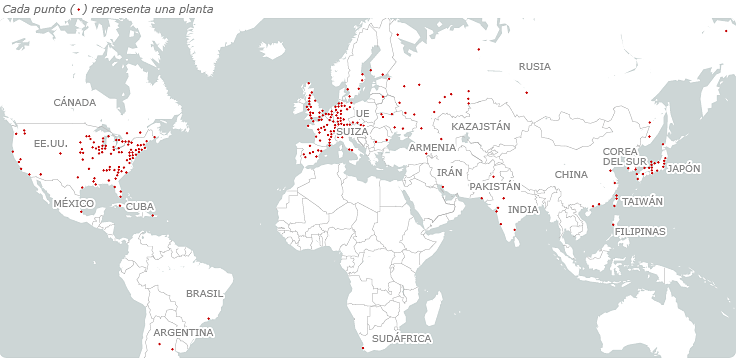 Cada punto (•) representa una planta
RUSIA
CÁNADA
UE
EE.UU.
SUIZA
KAZAJSTÁN
ARMENIA
COREA
DEL SUR
JAPÓN
IRÁN
CHINA
PAKISTÁN
MÉXICO
CUBA
INDIA
TAIWÁN
FILIPINAS
BRASIL
ARGENTINA
SUDÁFRICA